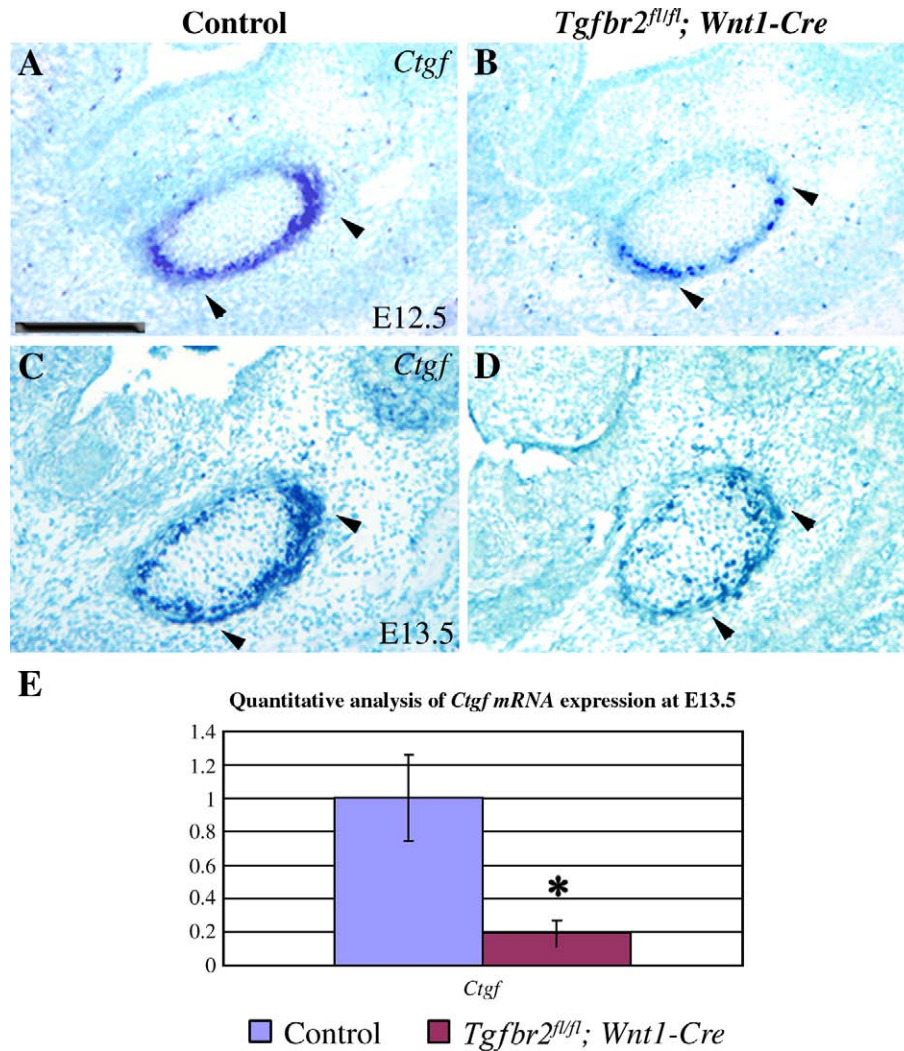 Control
Tgfbr2fl/fl; Wnt1-Cre
A
Ctgf
B
E12.5
C
Ctgf
D
E13.5
E
Quantitative analysis of Ctgf mRNA expression at E13.5
1.4
1.2
1
0.8
0.6
0.4
0.2
0
*
Ctgf
Control
Tgfbr2fl/fl; Wnt1-Cre